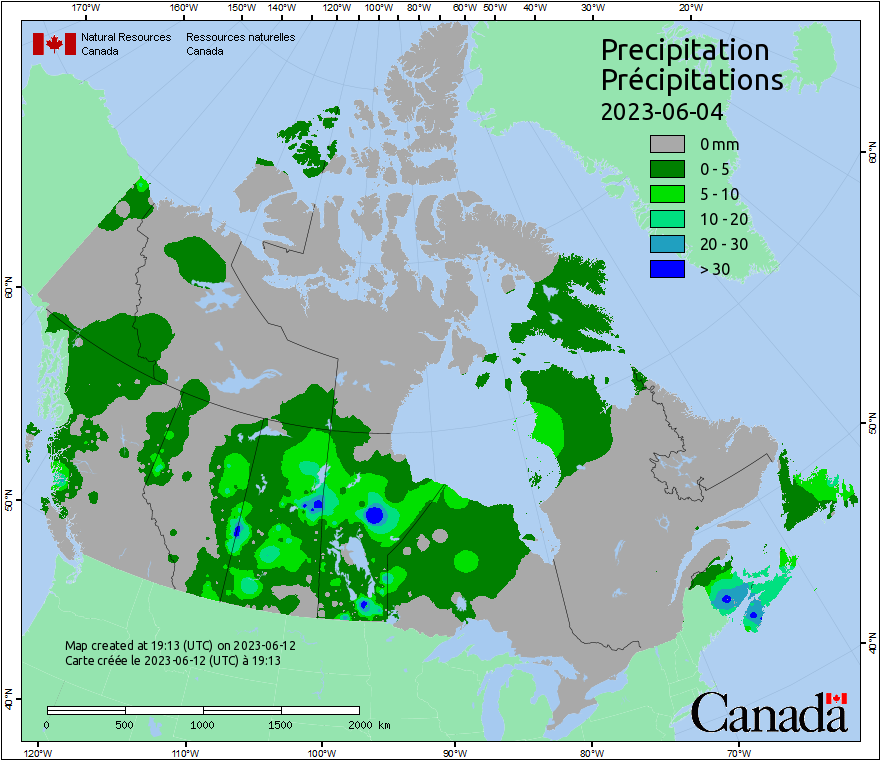 170°W 160°W 150°W 140°W 130°W 120°W 110°W 100°W 90°W 80°W 70°W 60°W 50°W 40°W 30°W 20°W
Natural Resources Ressources naturelles
Canada Canada
Precipitation
Précipitations
2023-06-04
0 mm
0 - 5
5 - 10
10 - 20
20 - 30
> 30
60°N
60°N
50°N
50°N
40°N
40°N
Map created at 19:13 (UTC) on 2023-06-12
Carte créée le 2023-06-12 (UTC) à 19:13
0 500 1000 1500 2000 km
Canada
120°W 110°W 100°W 90°W 80°W 70°W